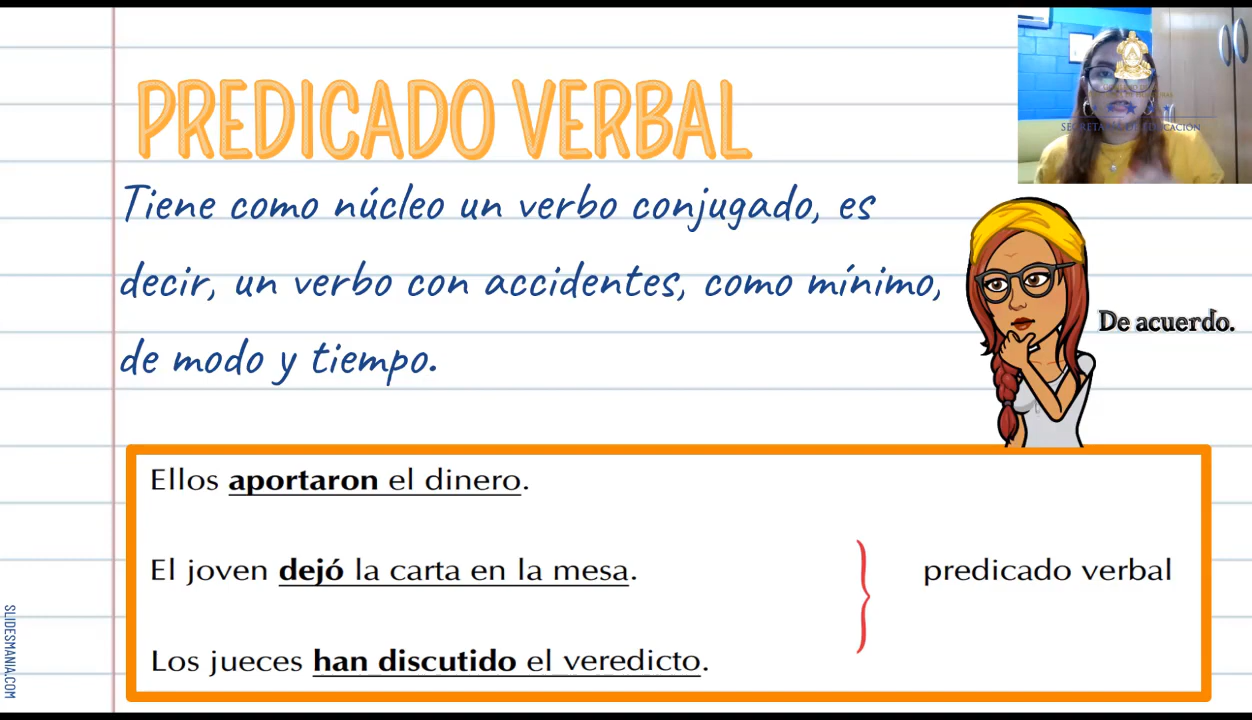 PREDICADO VERBAL
Tiene como núcleo un verbo conjugado, es
decir, un verbo con accidentes, como mínimo,
de modo y tiempo.
De acuerdo.
Ellos aportaron el dinero.
El joven dejó la carta en la mesa.
predicado verbal
Los jueces han discutido el veredicto.
SLIDESMANIA.COM